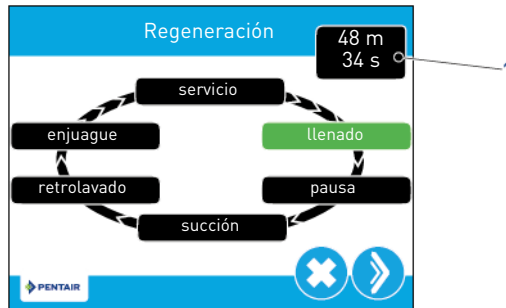 Regeneración
48 m
34 s
servicio
enjuague
llenado
retrolavado
pausa
succión
PENTAIR